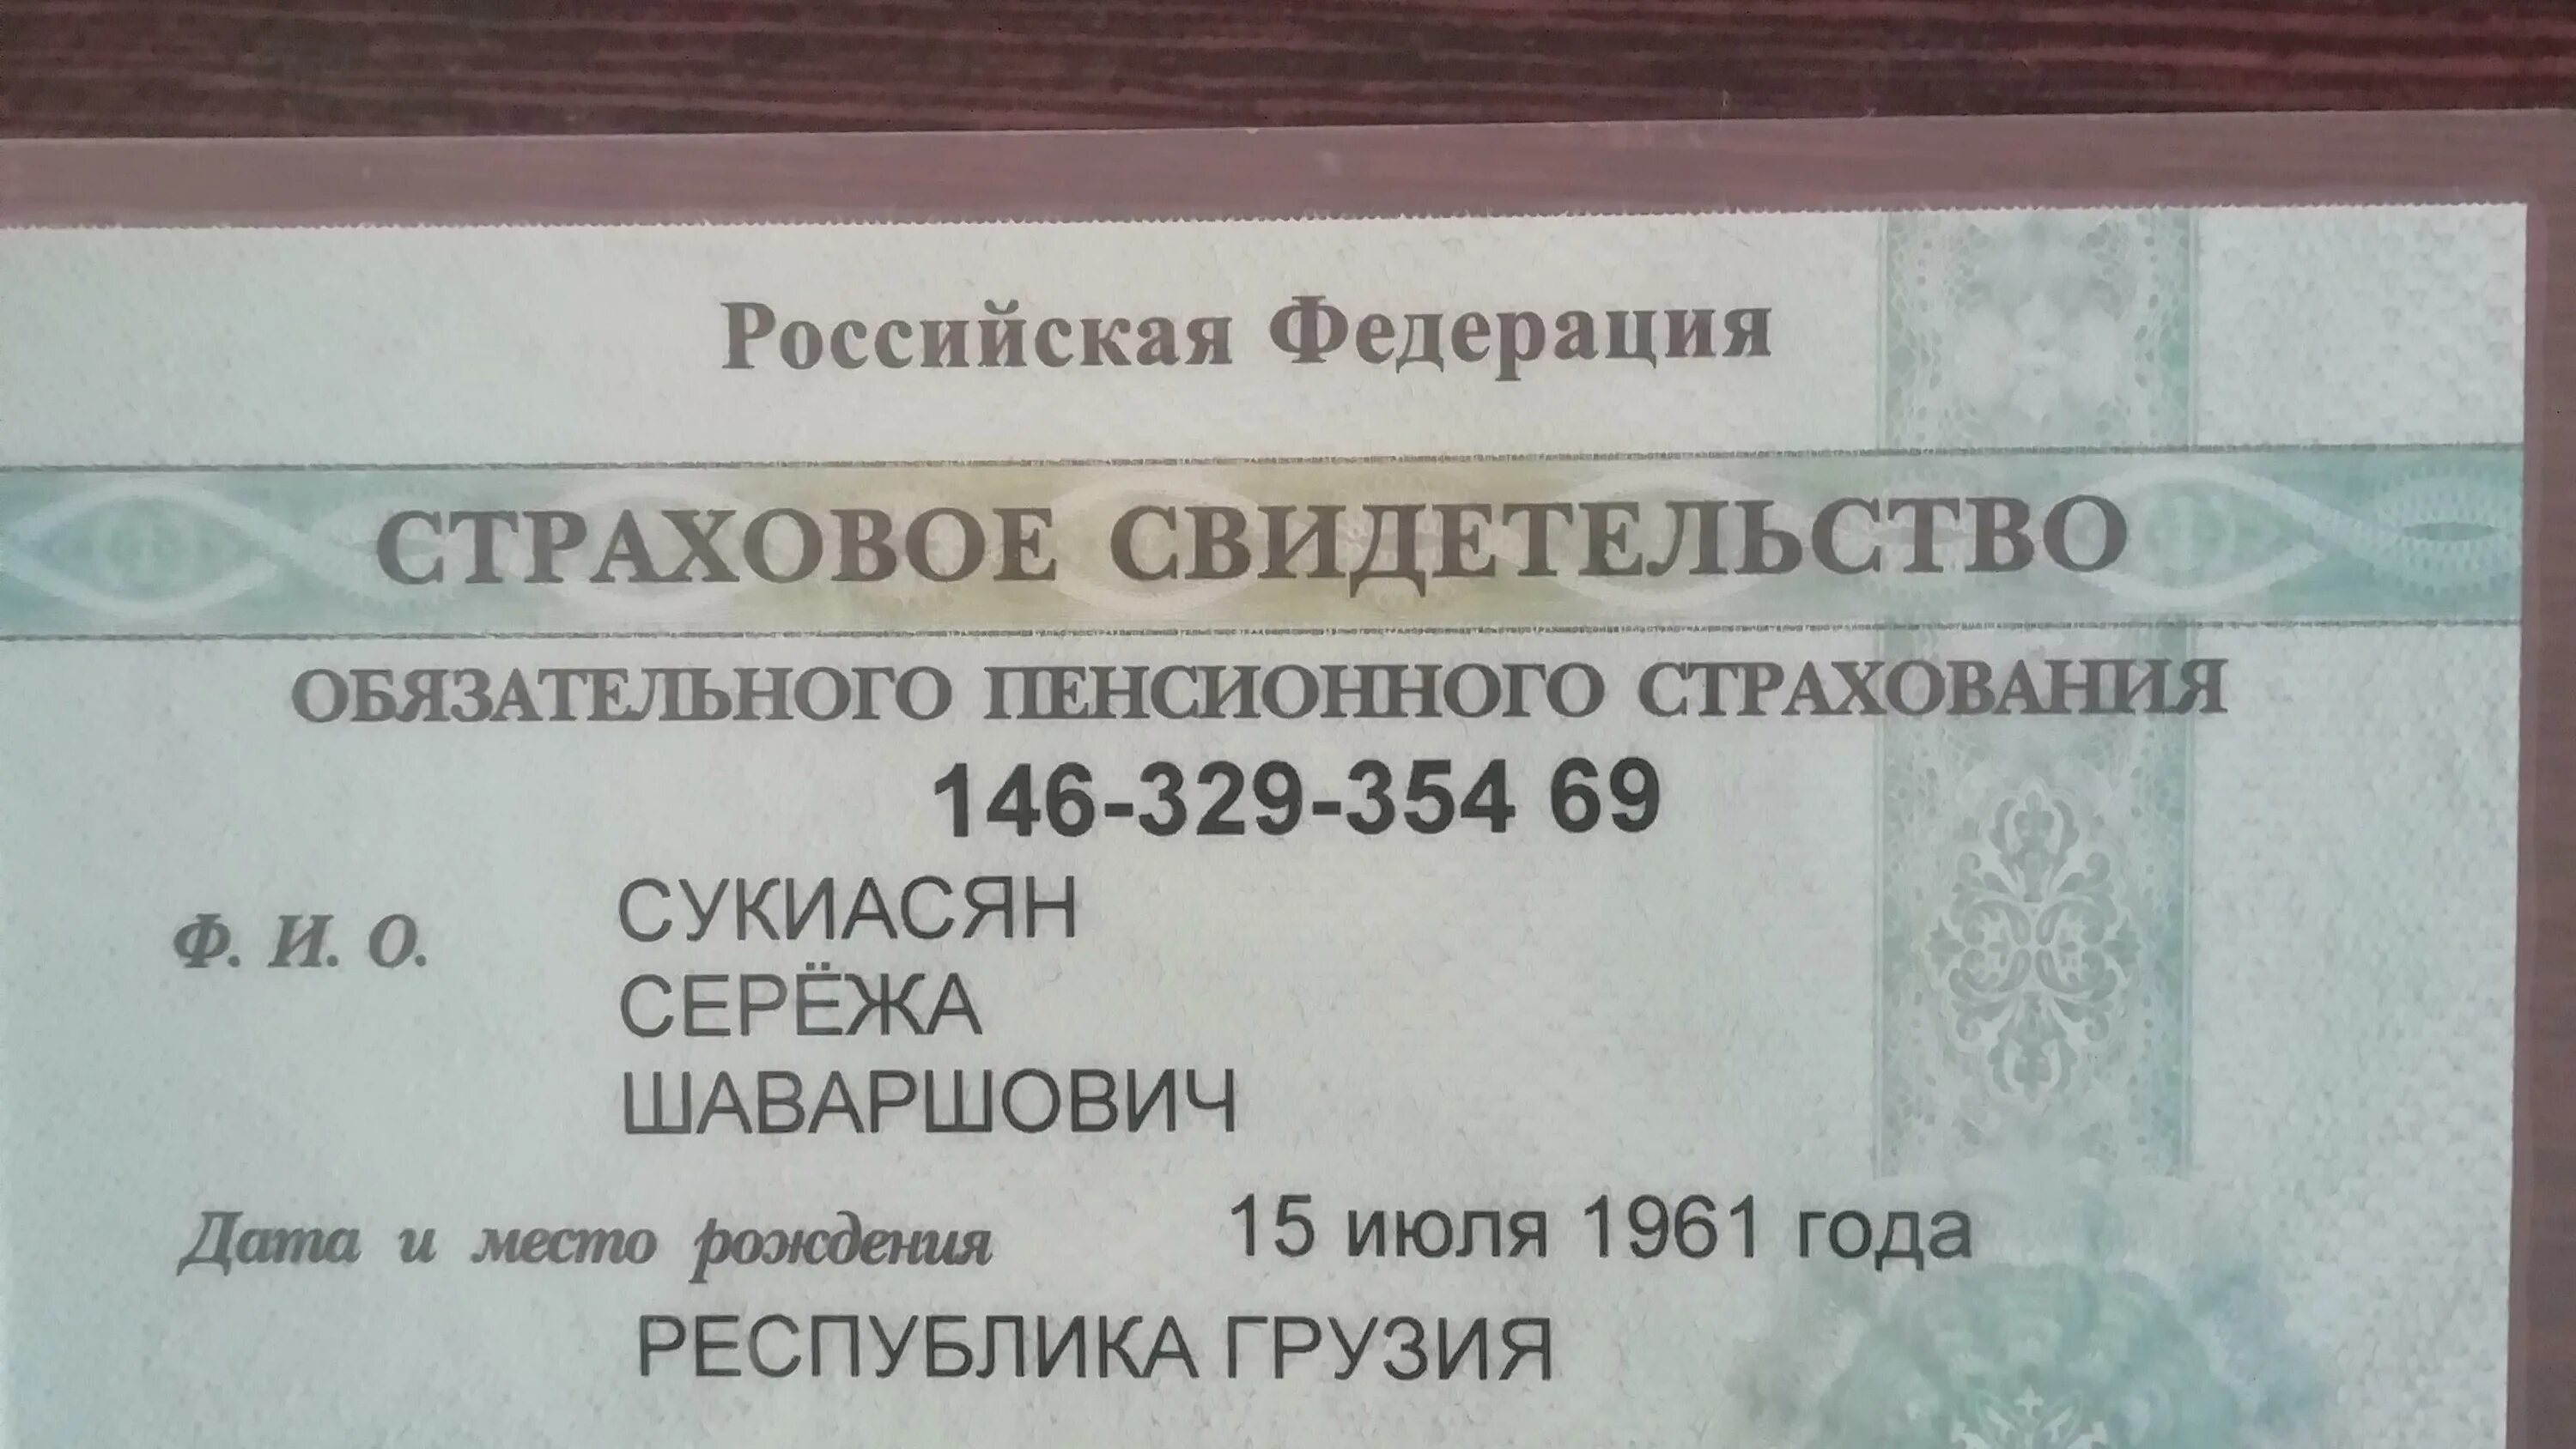 Российская Федерация
СТРАХОВОЕ СВИДЕТЕЛЬСТВО
ОБЯЗАТЕЛЬНОГО ПЕНСИОННОГО СТРАХОВАНИЯ
146-329-354 69
Ф. И. О. СУКИАСЯН
СЕРЁЖА
ШАВАРШОВИЧ
Дата и место рождения 15 июля 1961 года
РЕСПУБЛИКА ГРУЗИЯ